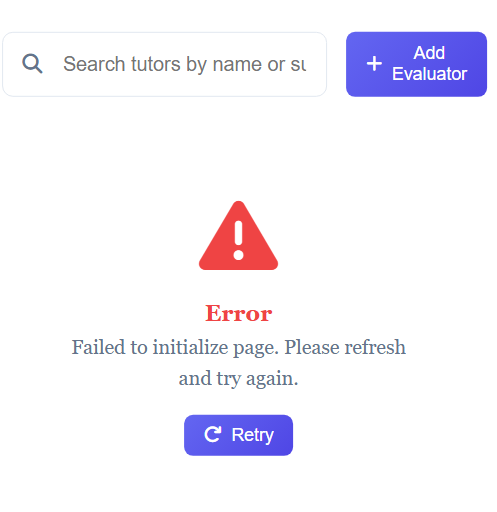 Search tutors by name or su
Add
Evaluator
Error
Failed to initialize page. Please refresh
and try again.
Retry